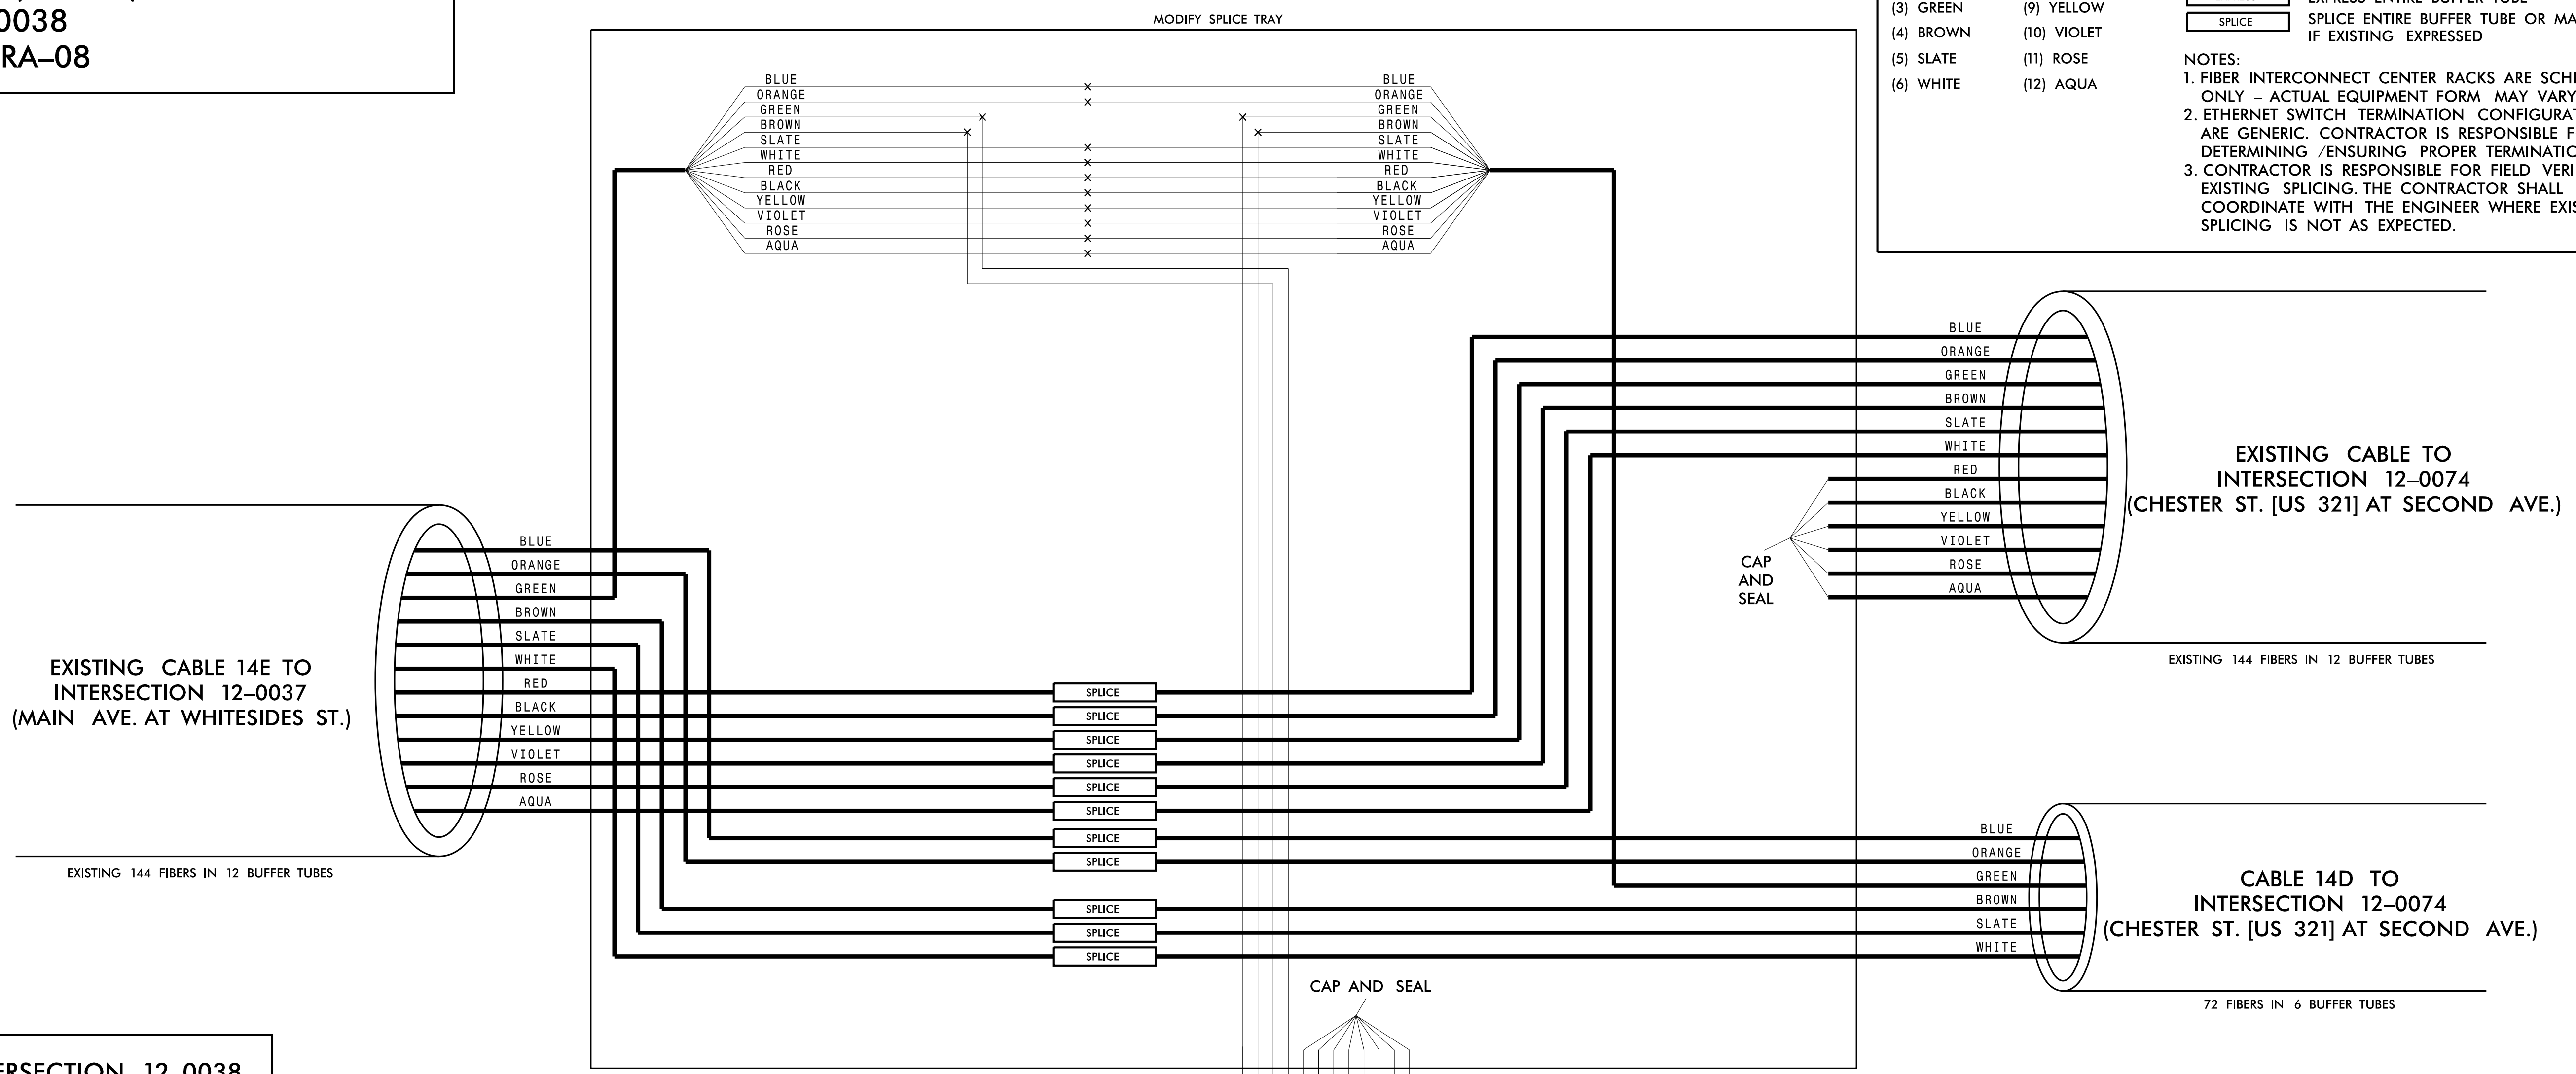 0038
RA–08
MODIFY SPLICE TRAY
(3) GREEN
(4) BROWN
(5) SLATE
(6) WHITE
(9) YELLOW
(10) VIOLET
(11) ROSE
(12) AQUA
SPLICE
SPLICE ENTIRE BUFFER TUBE OR MA
IF EXISTING EXPRESSED
NOTES:
1. FIBER INTERCONNECT CENTER RACKS ARE SCHE
ONLY – ACTUAL EQUIPMENT FORM MAY VARY
2. ETHERNET SWITCH TERMINATION CONFIGURAT
ARE GENERIC. CONTRACTOR IS RESPONSIBLE FO
DETERMINING /ENSURING PROPER TERMINATIO
3. CONTRACTOR IS RESPONSIBLE FOR FIELD VERI
EXISTING SPLICING. THE CONTRACTOR SHALL
COORDINATE WITH THE ENGINEER WHERE EXIS
SPLICING IS NOT AS EXPECTED.
BLUE
ORANGE
GREEN
BROWN
SLATE
WHITE
RED
BLACK
YELLOW
VIOLET
ROSE
AQUA
BLUE
ORANGE
GREEN
BROWN
SLATE
WHITE
RED
BLACK
YELLOW
VIOLET
ROSE
AQUA
BLUE
ORANGE
GREEN
BROWN
SLATE
WHITE
RED
BLACK
YELLOW
VIOLET
ROSE
AQUA
CAP
AND
SEAL
EXISTING CABLE TO
INTERSECTION 12–0074
(CHESTER ST. [US 321] AT SECOND AVE.)
EXISTING 144 FIBERS IN 12 BUFFER TUBES
EXISTING CABLE 14E TO
INTERSECTION 12–0037
(MAIN AVE. AT WHITESIDES ST.)
EXISTING 144 FIBERS IN 12 BUFFER TUBES
BLUE
ORANGE
GREEN
BROWN
SLATE
WHITE
RED
BLACK
YELLOW
VIOLET
ROSE
AQUA
SPLICE
SPLICE
SPLICE
SPLICE
SPLICE
SPLICE
SPLICE
SPLICE
SPLICE
SPLICE
SPLICE
BLUE
ORANGE
GREEN
BROWN
SLATE
WHITE
CABLE 14D TO
INTERSECTION 12–0074
(CHESTER ST. [US 321] AT SECOND AVE.)
72 FIBERS IN 6 BUFFER TUBES
CAP AND SEAL
ERSECTION 12 0038